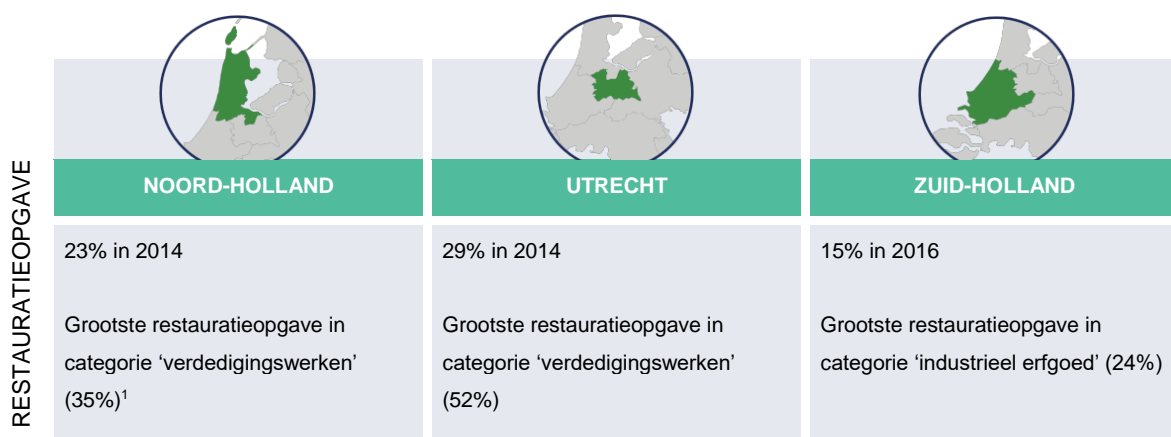 RESTAURATIEOPGAVE
NOORD-HOLLAND
23% in 2014
Grootste restauratieopgave in
categorie ‘verdedigingswerken’
(35%)¹
UTRECHT
29% in 2014
Grootste restauratieopgave in
categorie ‘verdedigingswerken’
(52%)
ZUID-HOLLAND
15% in 2016
Grootste restauratieopgave in
categorie ‘industrieel erfgoed’ (24%)